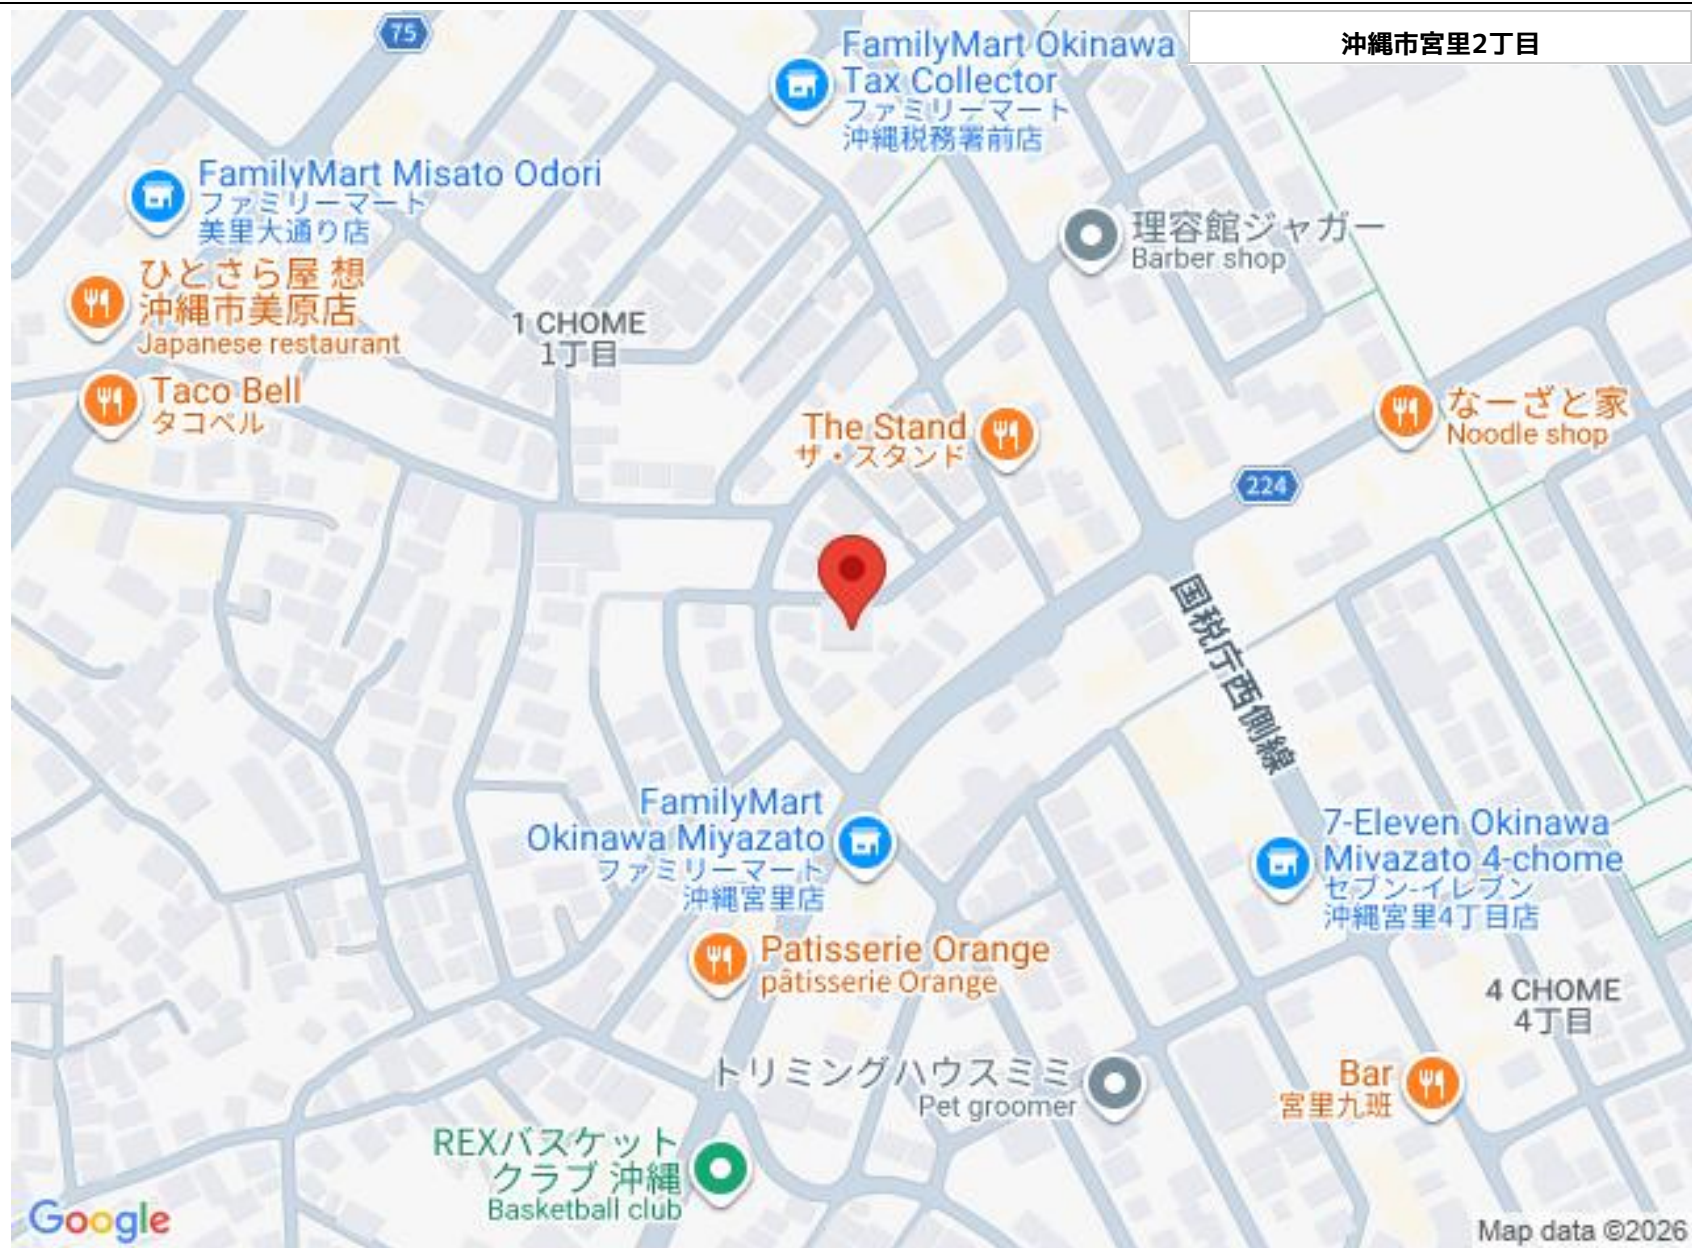 沖縄市宮里2丁目
75
FamilyMart Okinawa
Tax Collector
ファミリーマート
沖縄税務署前店
FamilyMart Misato Odori
ファミリーマート
美里大通り店
理容館ジャガー
Barber shop
ひとさら屋 想
沖縄市美原店
Japanese restaurant
1 CHOME
1丁目
Taco Bell
タコベル
The Stand
ザ・スタンド
なーざと家
Noodle shop
224
国税庁西側線
FamilyMart
Okinawa Miyazato
ファミリーマート
沖縄宮里店
7-Eleven Okinawa
Miyazato 4-chome
セブン-イレブン
沖縄宮里4丁目店
Patisserie Orange
pâtisserie Orange
4 CHOME
4丁目
トリミングハウスミミ
Pet groomer
Bar
宮里九班
REXバスケット
クラブ 沖縄
Basketball club
Google
Map data ©2026